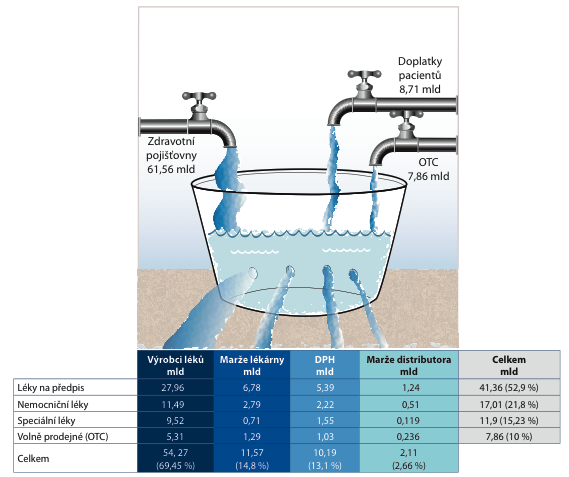 Doplatky
pacientů
8,71 mld
Zdravotní
pojišťovny
61,56 mld
OTC
7,86 mld
Výrobci léků
mld
Marže lékárny
mld
DPH
mld
Marže distributora
mld
Celkem
mld
Léky na předpis 27,96 6,78 5,39 1,24 41,36 (52,9 %)
Nemocniční léky 11,49 2,79 2,22 0,51 17,01 (21,8 %)
Speciální léky 9,52 0,71 1,55 0,119 11,9 (15,23 %)
Volně prodejné (OTC) 5,31 1,29 1,03 0,236 7,86 (10 %)
Celkem 54, 27 11,57 10,19 2,11
(69,45 %) (14,8 %) (13,1 %) (2,66 %)